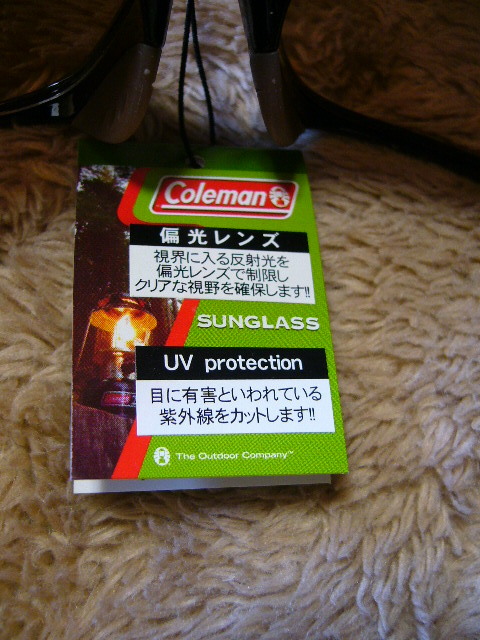 Coleman
偏光レンズ
視界に入る反射光を
偏光レンズで制限し
クリアな視野を確保します!!
SUNGLASS
UV protection
目に有害といわれている
紫外線をカットします!!
The Outdoor Company™